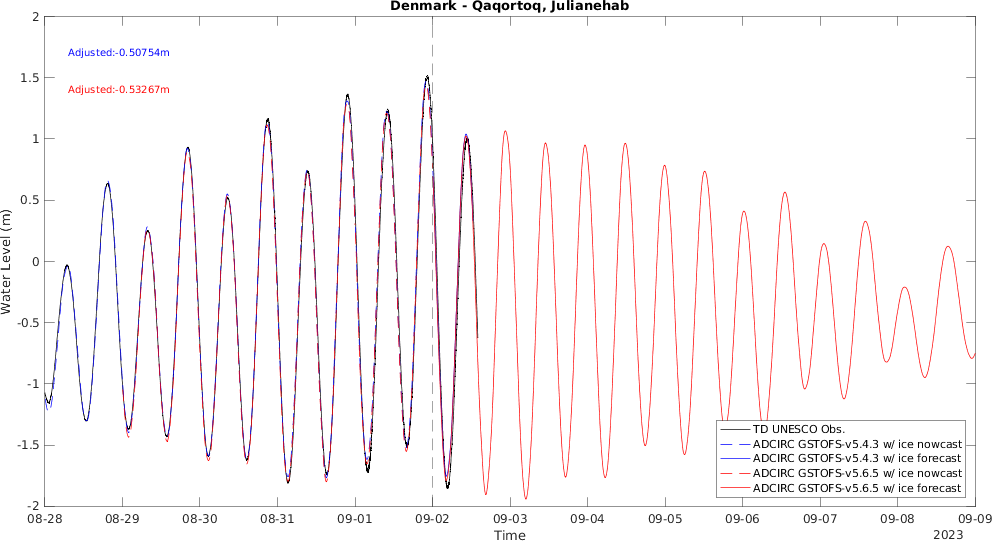 Denmark - Qaqortoq, Julianehab
Adjusted:-0.50754m
Adjusted:-0.53267m
Water Level (m)
2
1.5
1
0.5
0
-0.5
-1
-1.5
-2
TD UNESCO Obs.
ADCIRC GSTOFS-v5.4.3 w/ ice nowcast
ADCIRC GSTOFS-v5.4.3 w/ ice forecast
ADCIRC GSTOFS-v5.6.5 w/ ice nowcast
ADCIRC GSTOFS-v5.6.5 w/ ice forecast
08-28 08-29 08-30 08-31 09-01 09-02 09-03 09-04 09-05 09-06 09-07 09-08 09-09
Time
2023